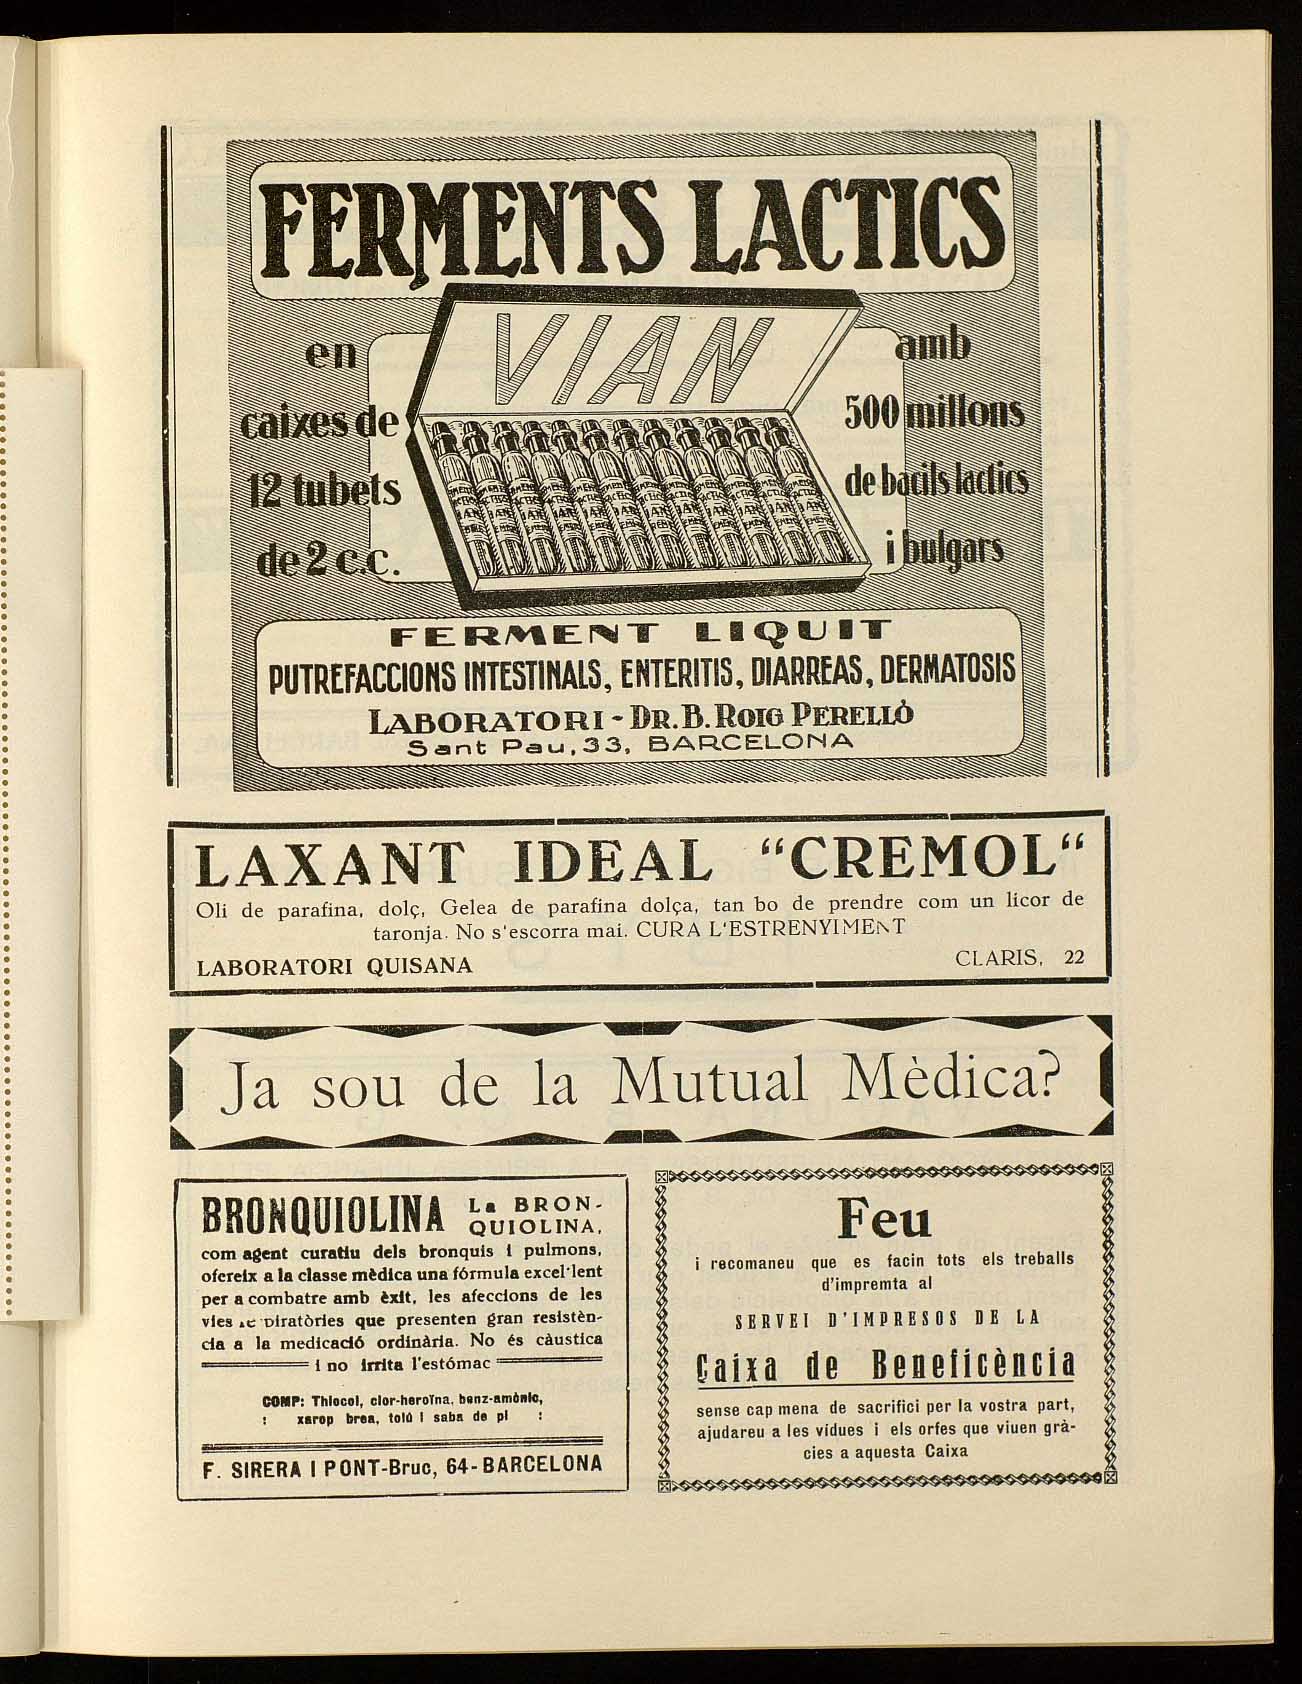 FERMENTS LACTICS
VIAN
en
caixes de
12 tubets
de 2 c.c.
amb
500 millons
de bacils lactics
i bulgars
FERMENT LIQUIT
PUTREFACCIONS INTESTINALS, ENTERITIS, DIARREAS, DERMATOSIS
LABORATORI - DR. B. ROIG PERELLÒ
Sant Pau, 33, BARCELONA
LAXANT IDEAL “CREMOL“
Oli de parafina, dolç, Gelea de parafina dolça, tan bo de prendre com un licor de
taronja. No s'escorra mai. CURA L'ESTRENYIMENT
LABORATORI QUISANA CLARIS, 22
Ja sou de la Mutual Mèdica?
BRONQUIOLINA La BRON-
QUIOLINA,
com agent curatiu dels bronquis i pulmons,
ofereix a la classe mèdica una fórmula excel·lent
per a combatre amb èxit, les afeccions de les
vies piratòries que presenten gran resistèn-
cia a la medicació ordinària. No és càustica
i no irrita l'estómac
COMP: Thiocol, clor-heroïna, benz-amònic,
: xarop brea, tolú i saba de pi :
F. SIRERA I PONT-Bruc, 64-BARCELONA
Feu
i recomaneu que es facin tots els treballs
d'impremta al
SERVEI D'IMPRESOS DE LA
Çaixa de Beneficència
sense cap mena de sacrifici per la vostra part,
ajudareu a les vídues i els orfes que viuen grà-
cies a aquesta Caixa